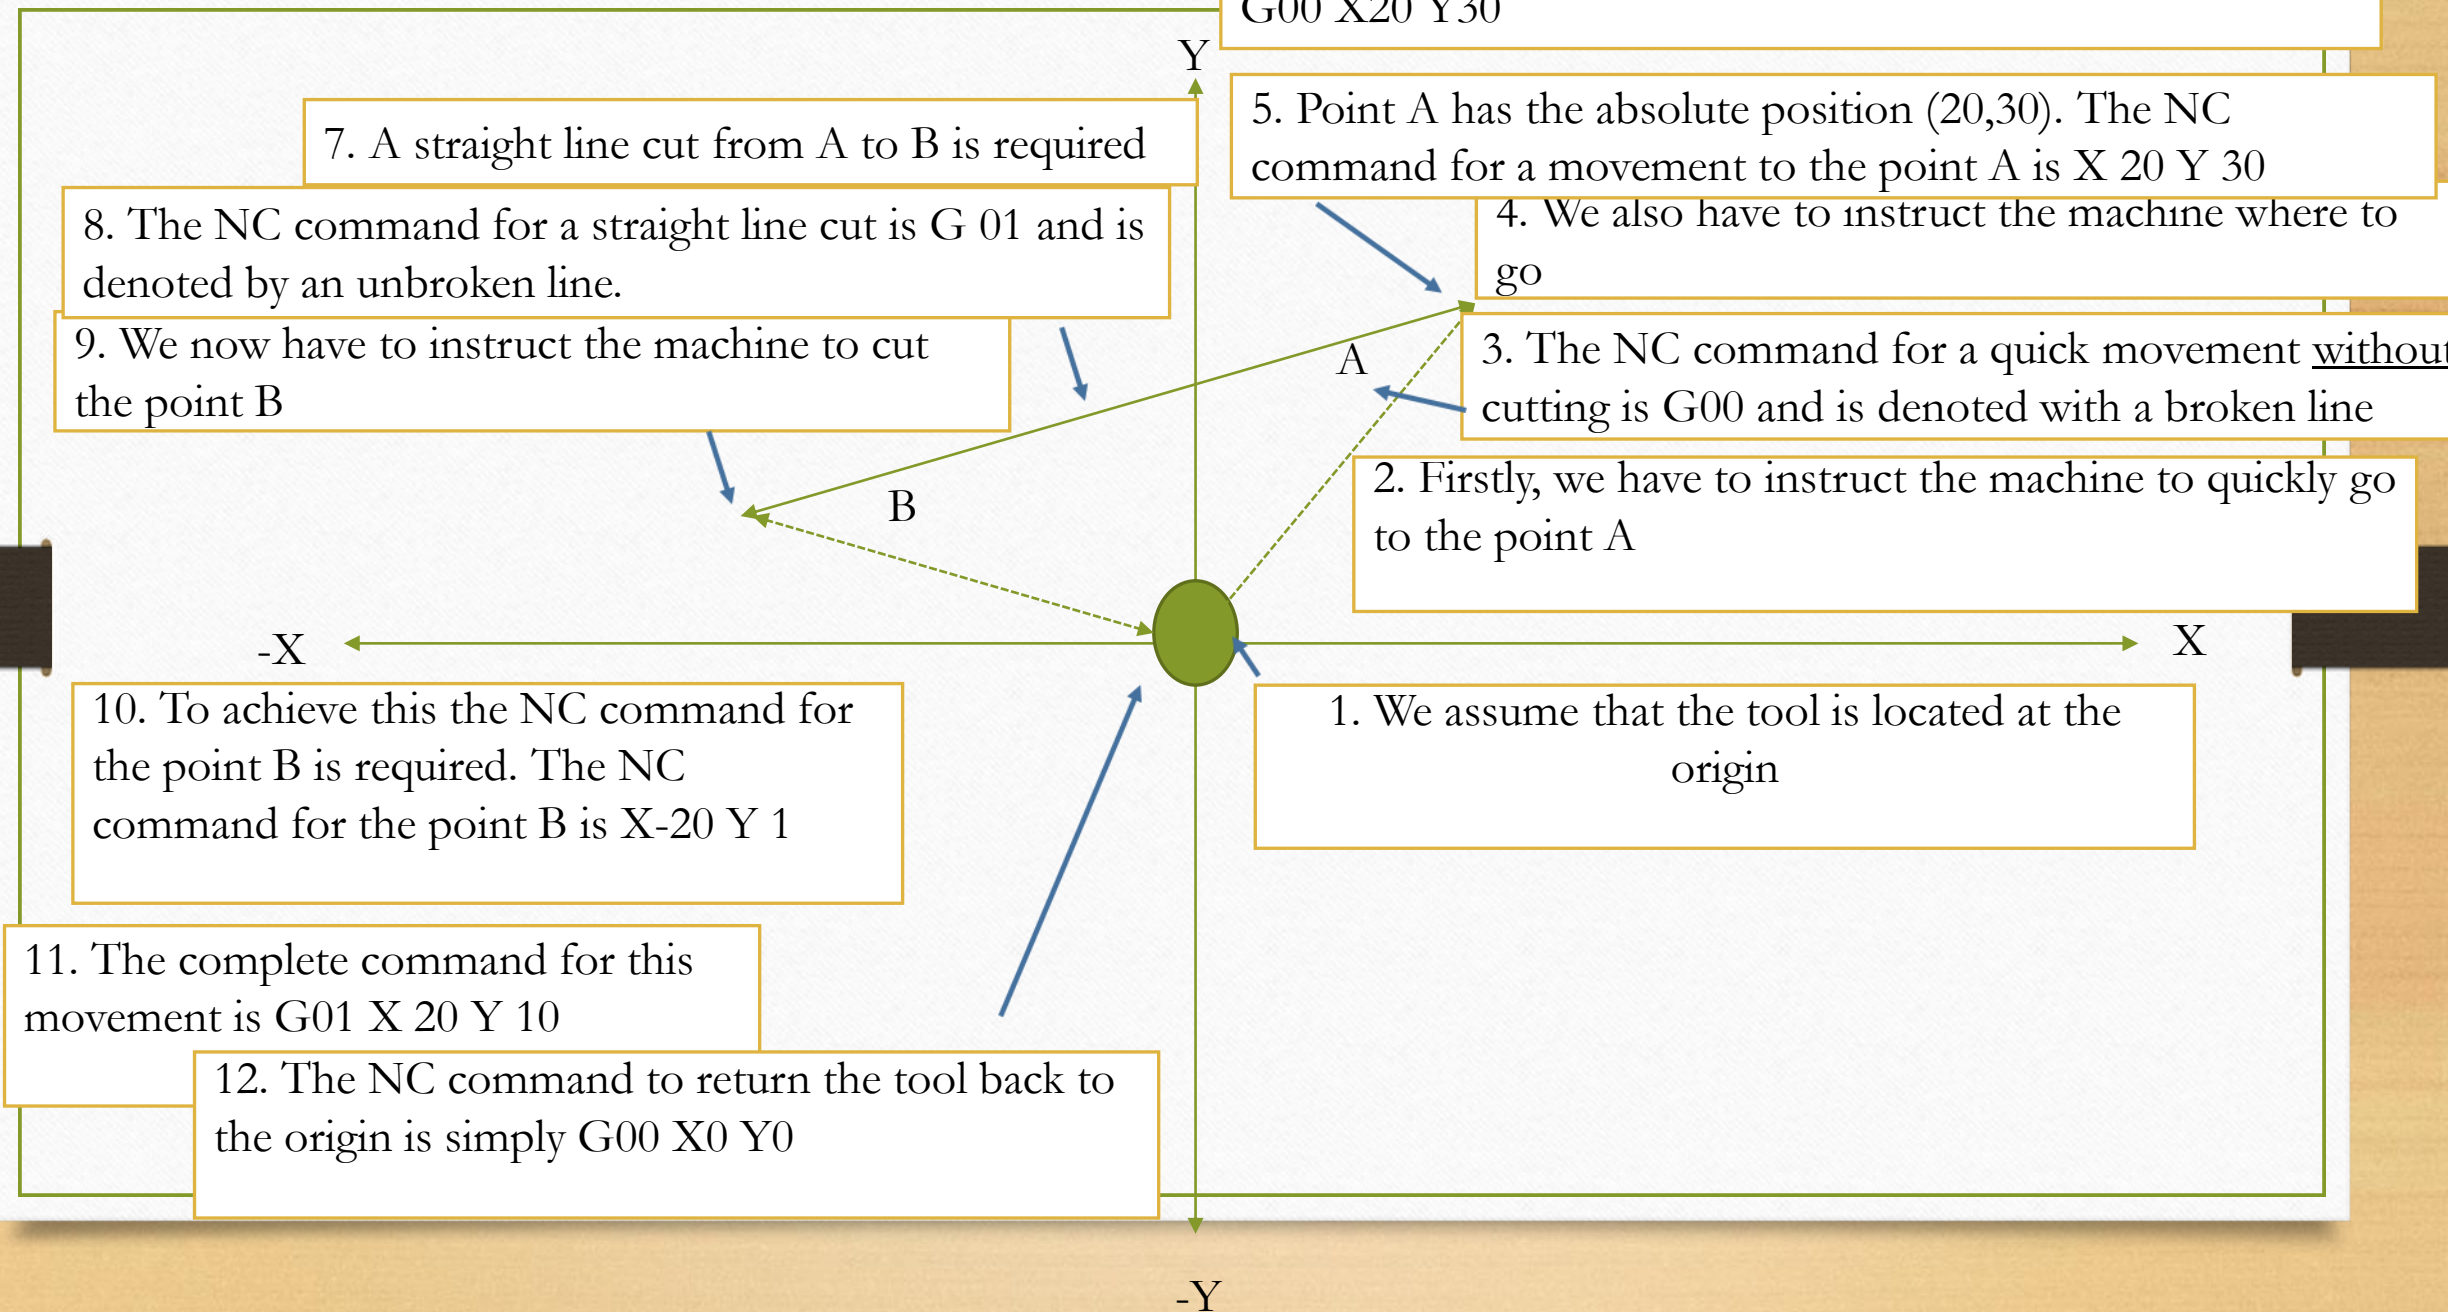 G00 X20 Y30
Y
7. A straight line cut from A to B is required
5. Point A has the absolute position (20,30). The NC
command for a movement to the point A is X 20 Y 30
8. The NC command for a straight line cut is G 01 and is
denoted by an unbroken line.
4. We also have to instruct the machine where to
go
9. We now have to instruct the machine to cut
the point B
A
3. The NC command for a quick movement without
cutting is G00 and is denoted with a broken line
B
2. Firstly, we have to instruct the machine to quickly go
to the point A
-X
X
10. To achieve this the NC command for
the point B is required. The NC
command for the point B is X-20 Y 1
1. We assume that the tool is located at the
origin
11. The complete command for this
movement is G01 X 20 Y 10
12. The NC command to return the tool back to
the origin is simply G00 X0 Y0
-Y